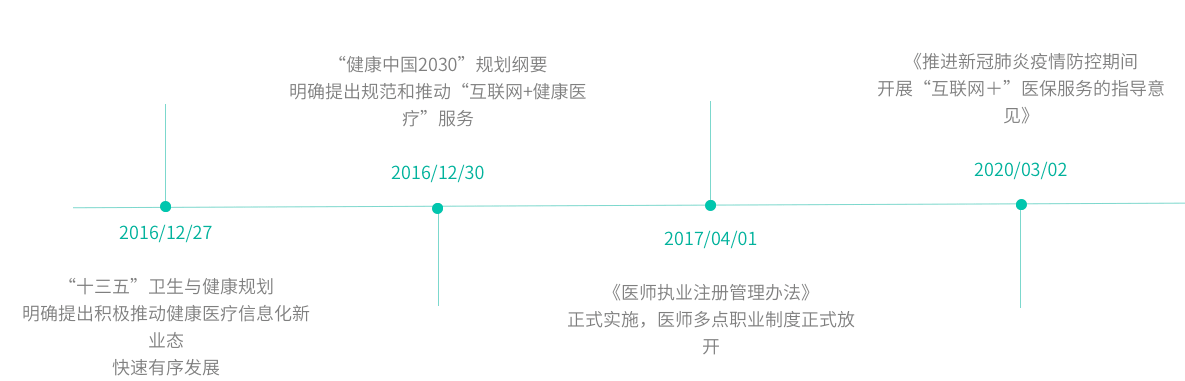 2016/12/27
“十三五”卫生与健康规划
明确提出积极推动健康医疗信息化新
业态
快速有序发展
“健康中国2030”规划纲要
明确提出规范和推动“互联网+健康医
疗”服务
2016/12/30
2017/04/01
《医师执业注册管理办法》
正式实施，医师多点职业制度正式放
开
《推进新冠肺炎疫情防控期间
开展“互联网＋”医保服务的指导意
见》
2020/03/02